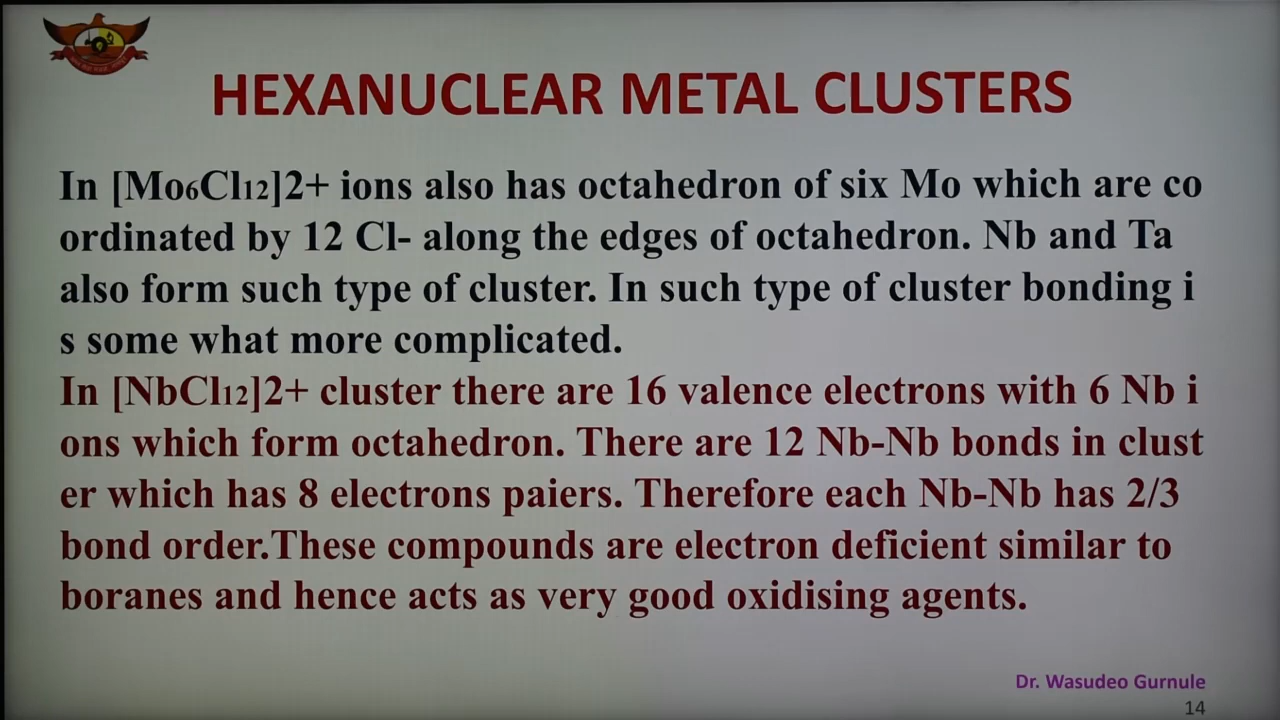 HEXANUCLEAR METAL CLUSTERS
In [Mo₆Cl₁₂]2+ ions also has octahedron of six Mo which are co
ordinated by 12 Cl- along the edges of octahedron. Nb and Ta
also form such type of cluster. In such type of cluster bonding i
s some what more complicated.
In [NbCl₁₂]2+ cluster there are 16 valence electrons with 6 Nb i
ons which form octahedron. There are 12 Nb-Nb bonds in clust
er which has 8 electrons paiers. Therefore each Nb-Nb has 2/3
bond order.These compounds are electron deficient similar to
boranes and hence acts as very good oxidising agents.
Dr. Wasudeo Gurnule
14